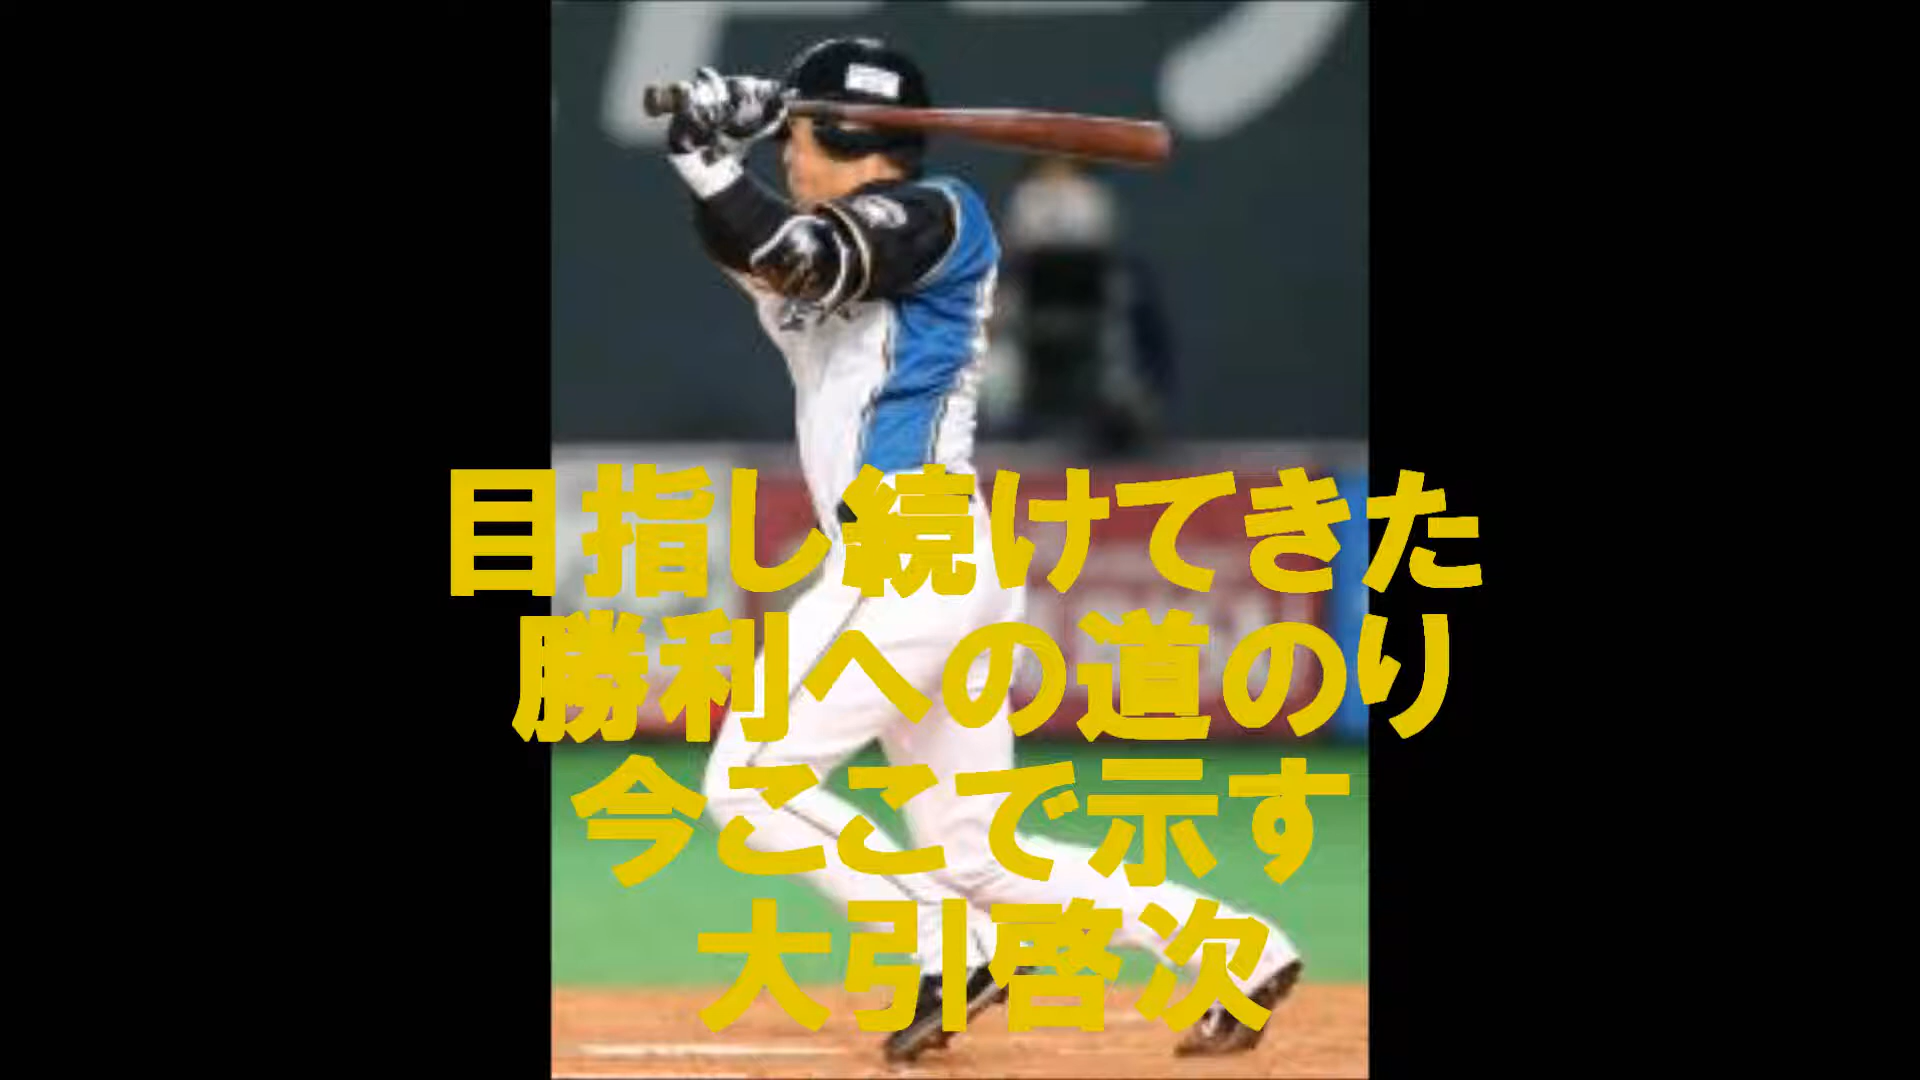 目指し続けてきた
勝利への道のり
今ここで示す
大引啓次